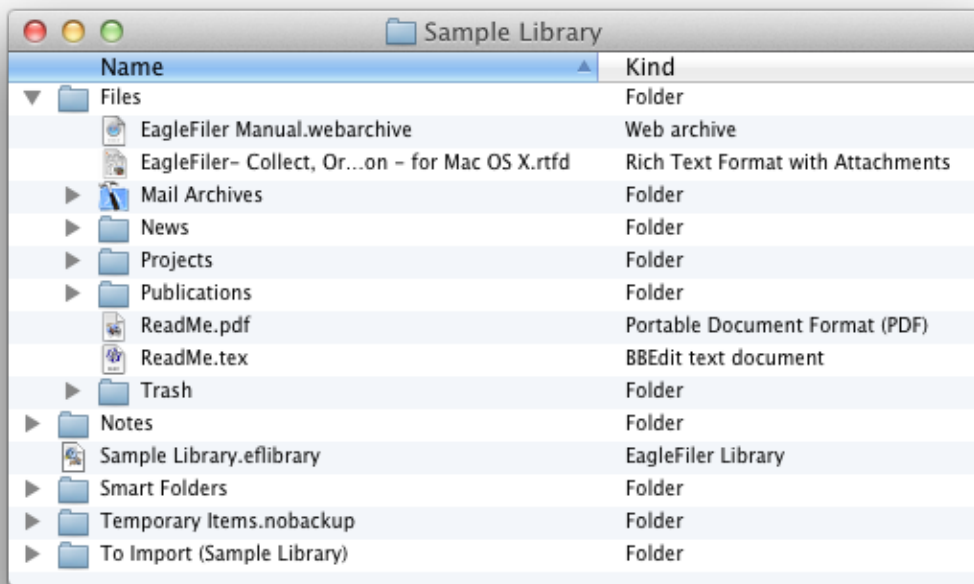 Sample Library
Name Kind
Files Folder
EagleFiler Manual.webarchive Web archive
EagleFiler– Collect, Or...on – for Mac OS X.rtfd Rich Text Format with Attachments
Mail Archives Folder
News Folder
Projects Folder
Publications Folder
ReadMe.pdf Portable Document Format (PDF)
ReadMe.tex BBEdit text document
Trash Folder
Notes Folder
Sample Library.eflibrary EagleFiler Library
Smart Folders Folder
Temporary Items.nobackup Folder
To Import (Sample Library) Folder